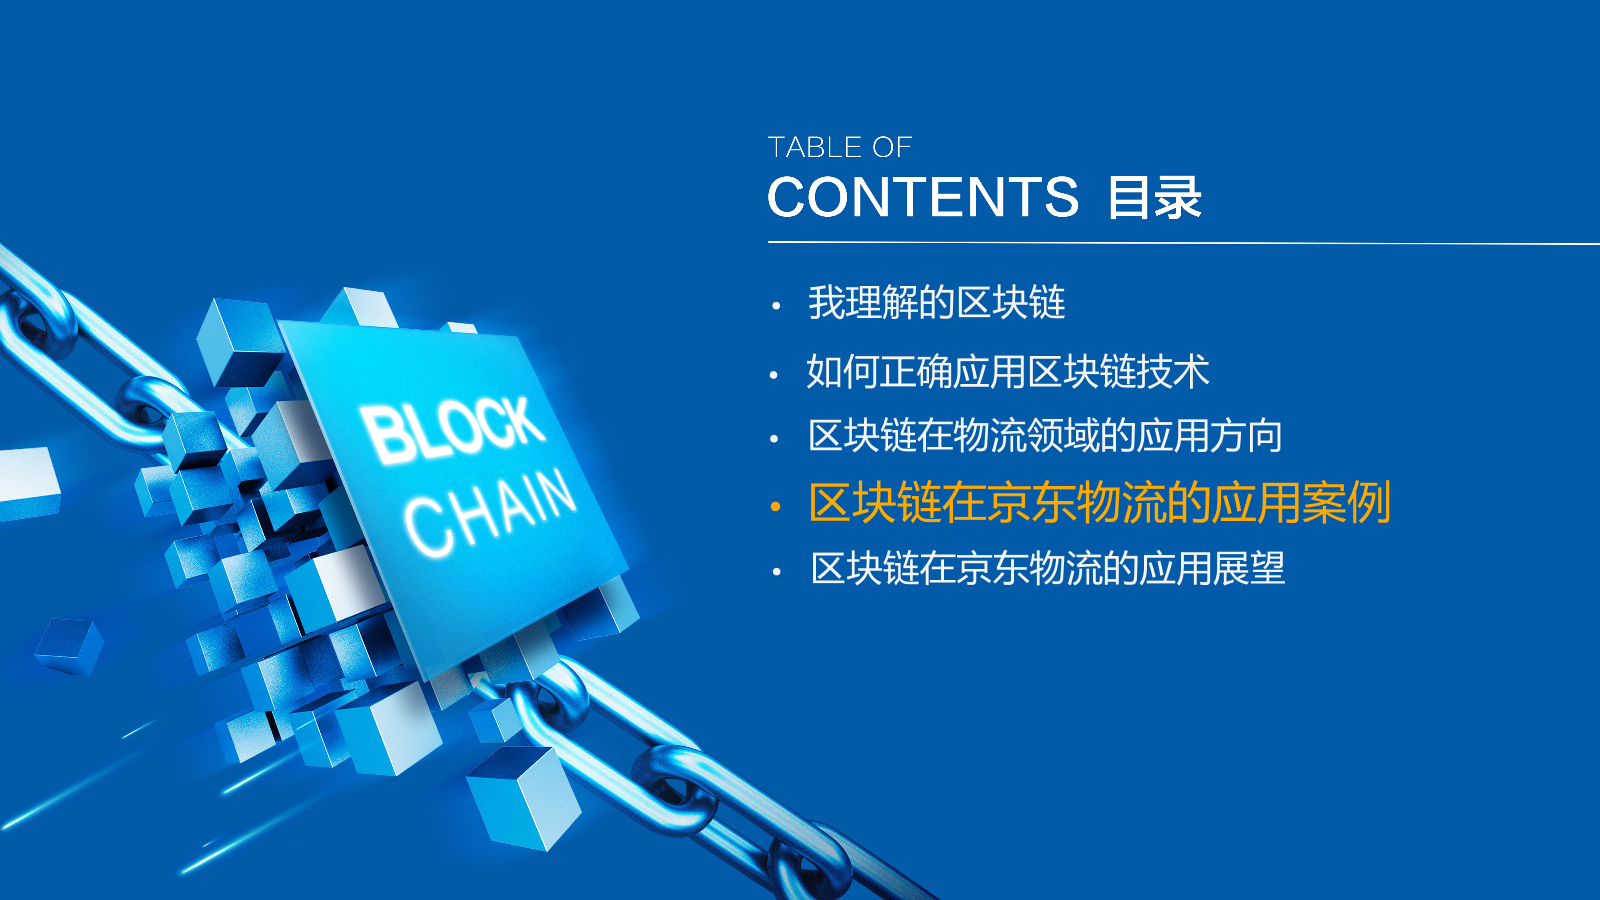 TABLE OF
CONTENTS 目录
• 我理解的区块链
• 如何正确应用区块链技术
• 区块链在物流领域的应用方向
• 区块链在京东物流的应用案例
• 区块链在京东物流的应用展望
BLOCK
CHAIN